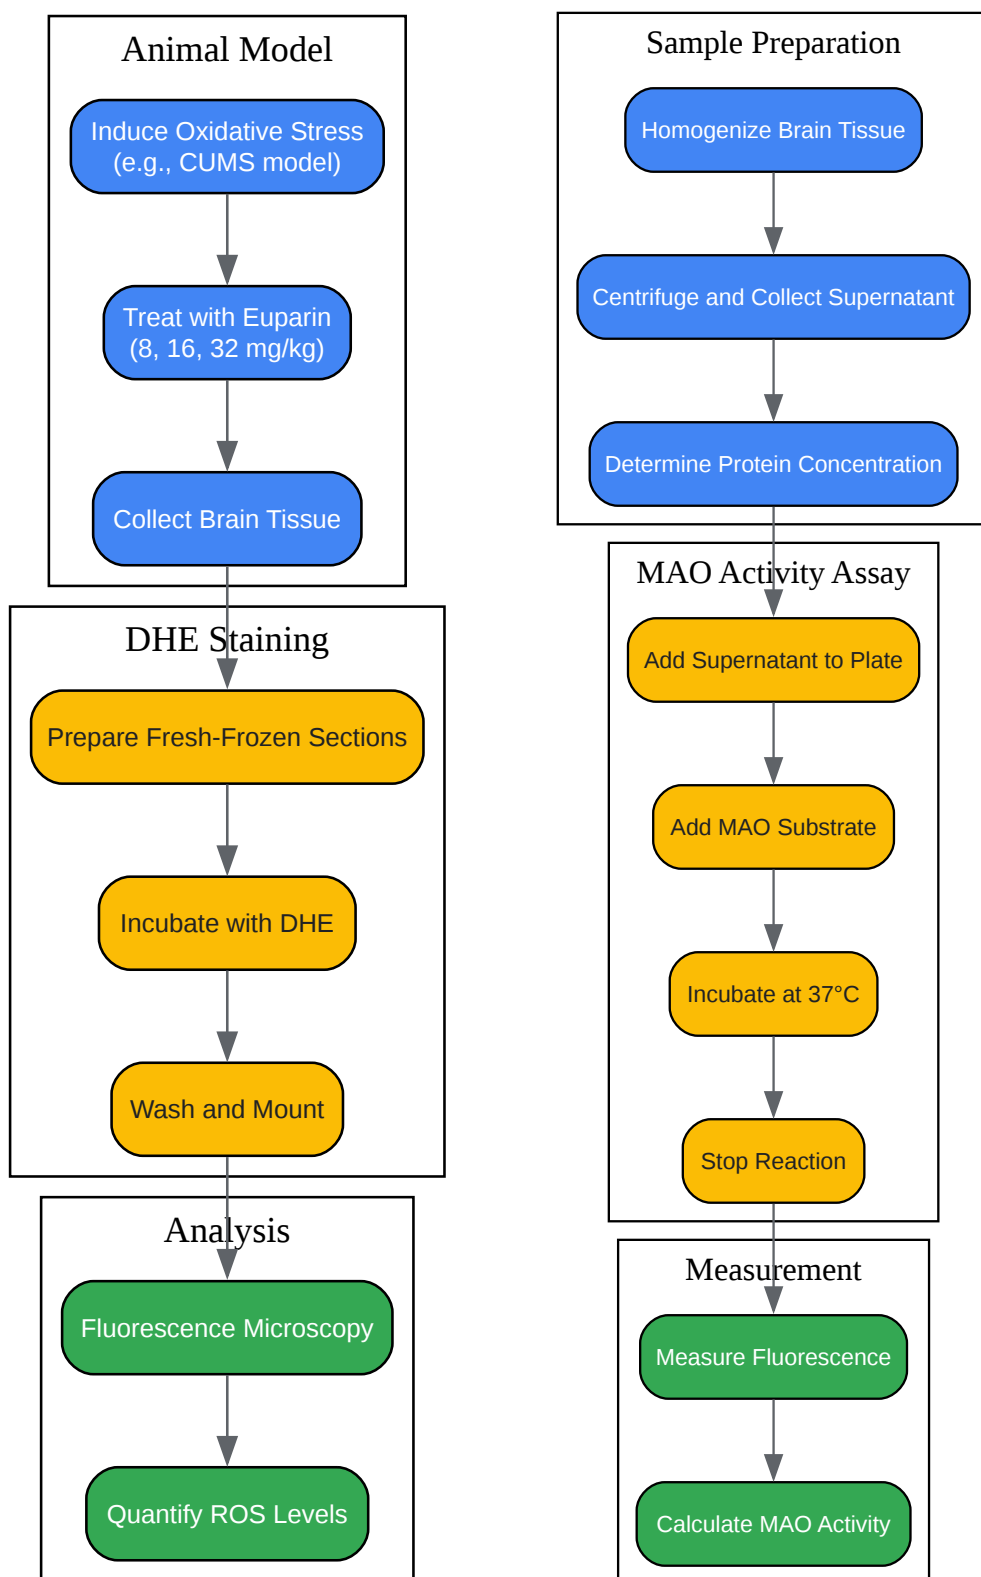 Animal Model
Induce Oxidative Stress
(e.g., CUMS model)
Treat with Euparin
(8, 16, 32 mg/kg)
Collect Brain Tissue
DHE Staining
Prepare Fresh-Frozen Sections
Incubate with DHE
Wash and Mount
Analysis
Fluorescence Microscopy
Quantify ROS Levels
Sample Preparation
Homogenize Brain Tissue
Centrifuge and Collect Supernatant
Determine Protein Concentration
MAO Activity Assay
Add Supernatant to Plate
Add MAO Substrate
Incubate at 37°C
Stop Reaction
Measurement
Measure Fluorescence
Calculate MAO Activity